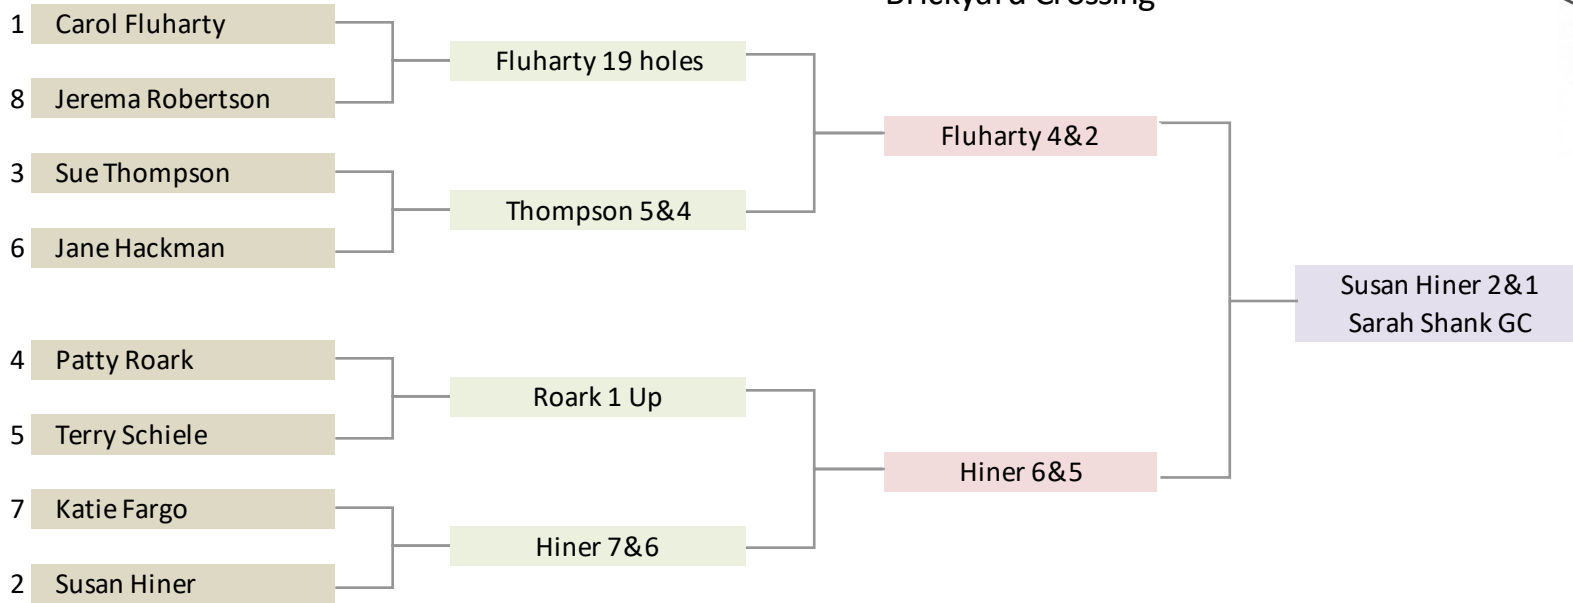 Brickyard Crossing
1 Carol Fluharty
Fluharty 19 holes
8 Jerema Robertson
Fluharty 4&2
3 Sue Thompson
Thompson 5&4
6 Jane Hackman
Susan Hiner 2&1
Sarah Shank GC
4 Patty Roark
Roark 1 Up
5 Terry Schiele
Hiner 6&5
7 Katie Fargo
Hiner 7&6
2 Susan Hiner